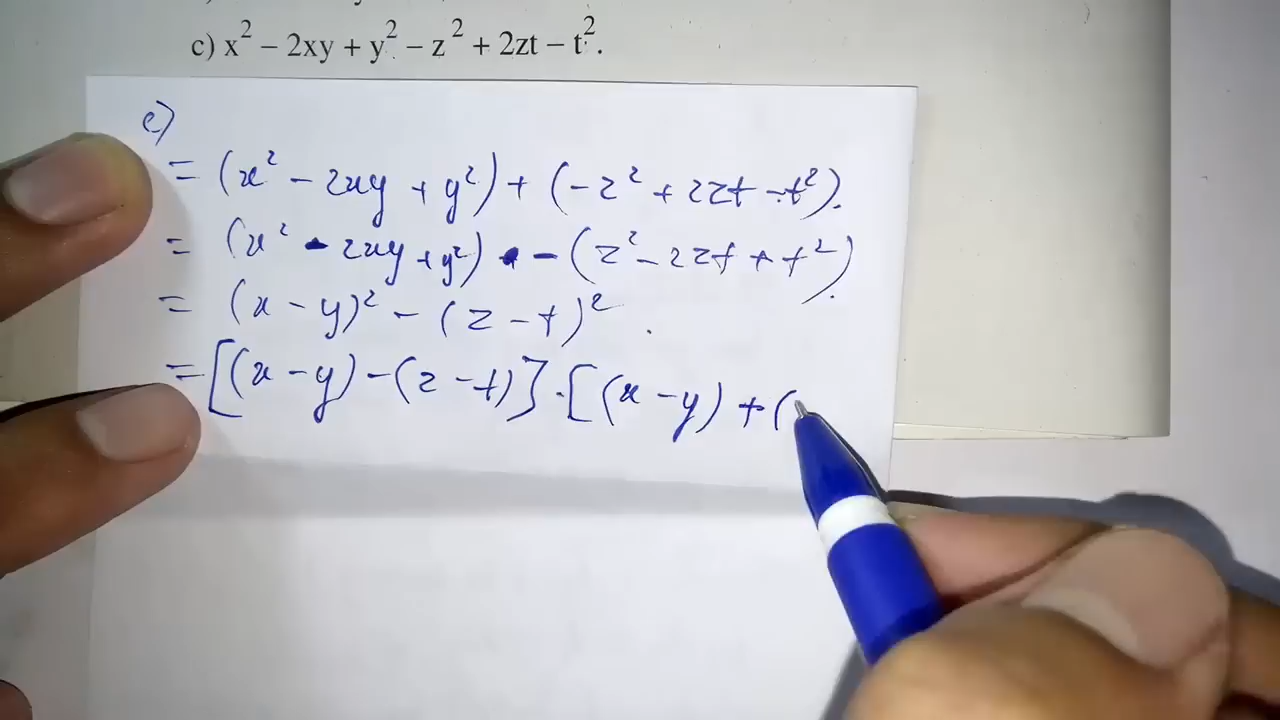 c) x² − 2xy + y² − z² + 2zt − t².
c)
= (x² − 2xy + y²) + (−z² + 2zt − t²).
= (x² − 2xy + y²) − (z² − 2zt + t²).
= (x − y)² − (z − t)².
= [(x − y) − (z − t)] . [(x − y) + (